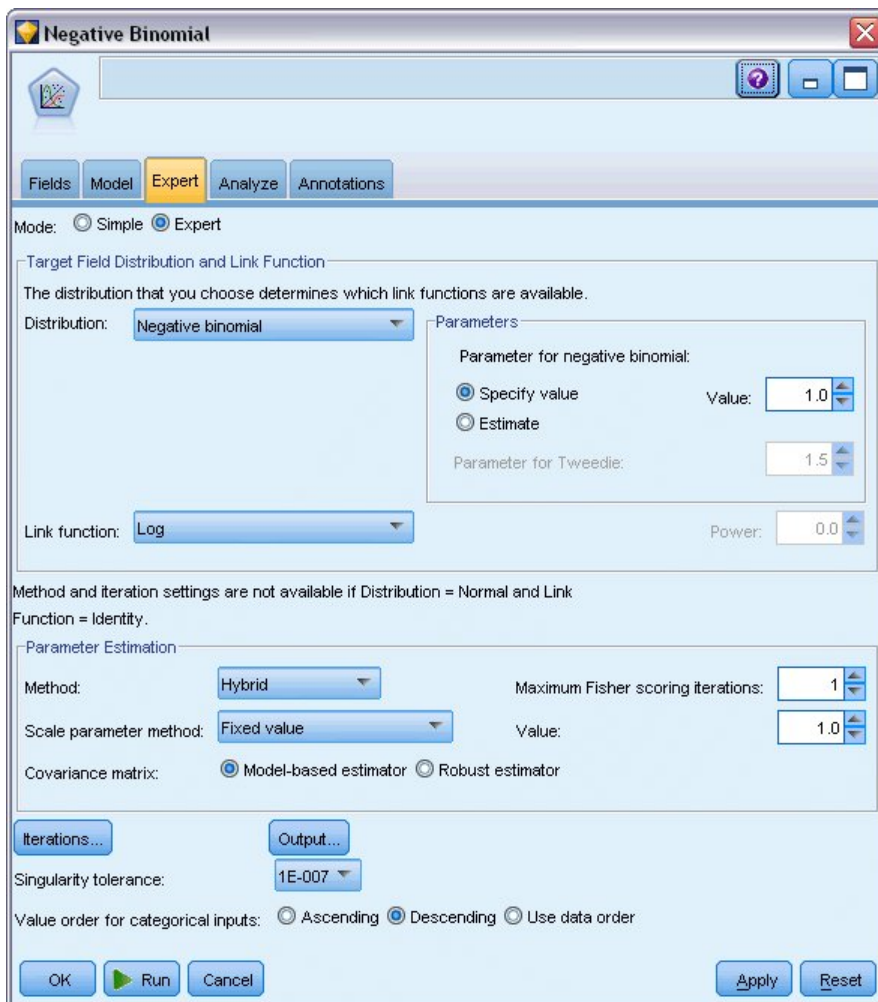 Negative Binomial
Fields Model Expert Analyze Annotations
Mode: Simple Expert
Target Field Distribution and Link Function
The distribution that you choose determines which link functions are available.
Distribution: Negative binomial
Parameters
Parameter for negative binomial:
Specify value Value: 1.0
Estimate
Parameter for Tweedie: 1.5
Link function: Log Power: 0.0
Method and iteration settings are not available if Distribution = Normal and Link
Function = Identity.
Parameter Estimation
Method: Hybrid Maximum Fisher scoring iterations: 1
Scale parameter method: Fixed value Value: 1.0
Covariance matrix: Model-based estimator Robust estimator
Iterations... Output...
Singularity tolerance: 1E-007
Value order for categorical inputs: Ascending Descending Use data order
OK Run Cancel Apply Reset